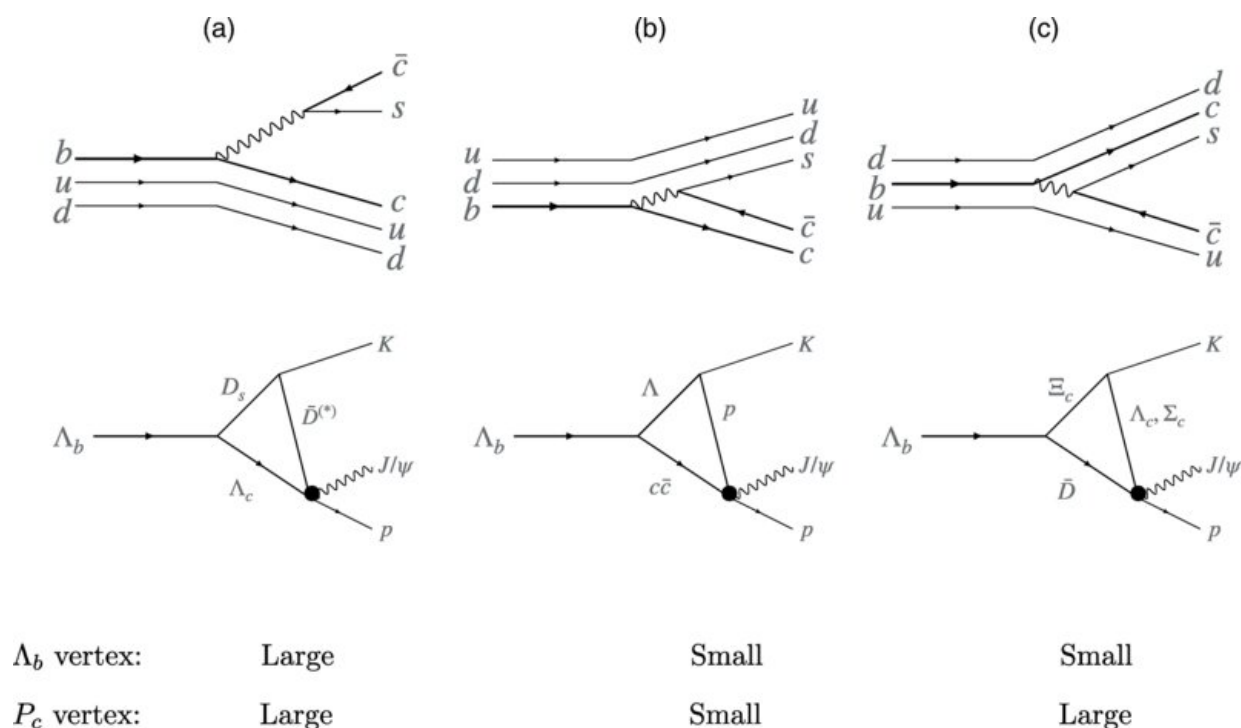 (a) (b) (c)
c̄
s
b
u
d
c
u
d
u
d
b
u
d
s
c̄
c
d
b
u
d
c
s
c̄
u
Λ_b
D_s
D̄^(*)
Λ_c
K
J/ψ
p
Λ_b
Λ
p
cc̄
K
J/ψ
p
Λ_b
Ξ_c
Λ_c, Σ_c
D̄
K
J/ψ
p
Λ_b vertex: Large Small Small
P_c vertex: Large Small Large